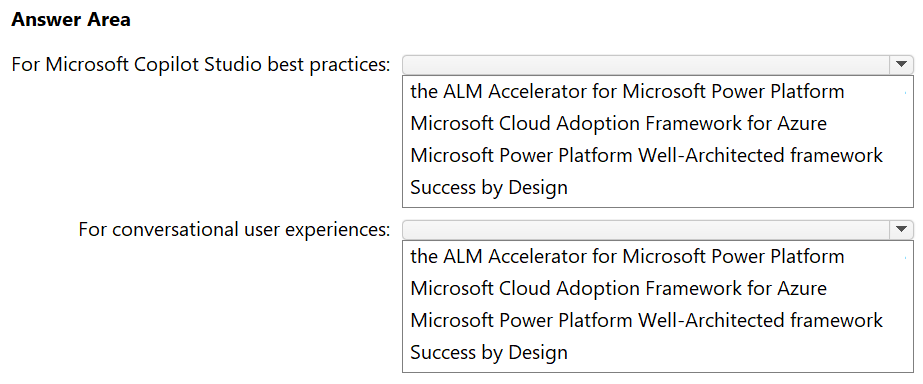 Answer Area
For Microsoft Copilot Studio best practices:
the ALM Accelerator for Microsoft Power Platform
Microsoft Cloud Adoption Framework for Azure
Microsoft Power Platform Well-Architected framework
Success by Design
For conversational user experiences:
the ALM Accelerator for Microsoft Power Platform
Microsoft Cloud Adoption Framework for Azure
Microsoft Power Platform Well-Architected framework
Success by Design